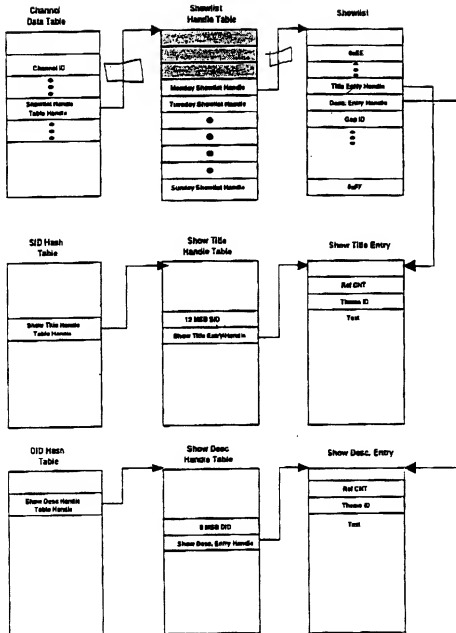 Channel
Data Table
Showlist
Handle Table
Showlist
Channel ID
Showlist Handle
Table Handle
Monday Showlist Handle
Tuesday Showlist Handle
Sunday Showlist Handle
0xEE
Title Entry Handle
Desc. Entry Handle
Gap ID
0xFF
SID Hash
Table
Show Title
Handle Table
Show Title Entry
Show Title Handle
Table Handle
12 MSB SID
Show Title Entry Handle
Ref CNT
Theme ID
Text
DID Hash
Table
Show Desc
Handle Table
Show Desc. Entry
Show Desc Handle
Table Handle
8 MSB DID
Show Desc. Entry Handle
Ref CNT
Theme ID
Text